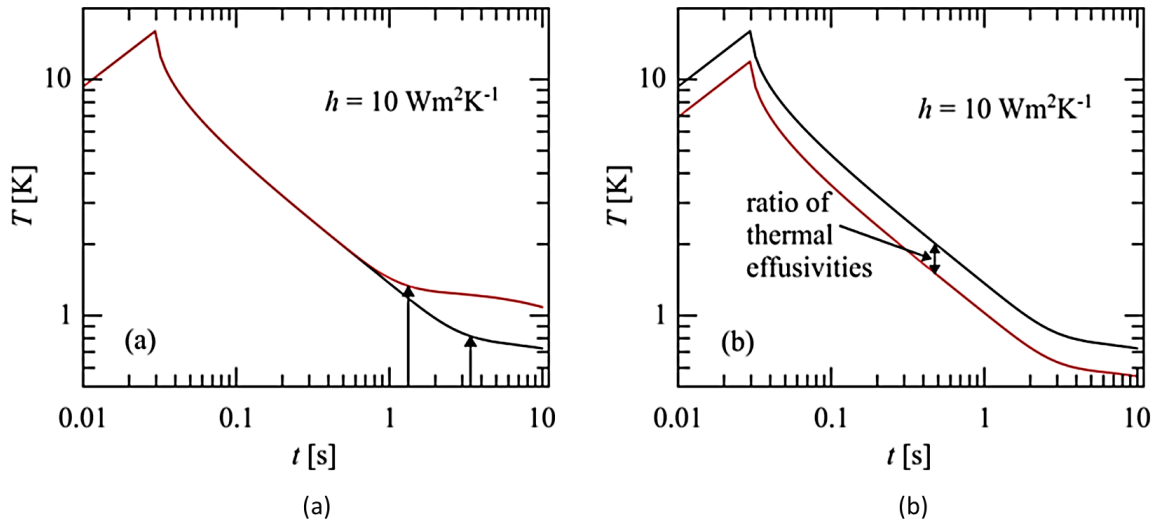 10
1
T [K]
h = 10 Wm²K⁻¹
(a)
0.01
0.1
1
10
t [s]
(a)
10
1
T [K]
h = 10 Wm²K⁻¹
ratio of
thermal
effusivities
(b)
0.01
0.1
1
10
t [s]
(b)